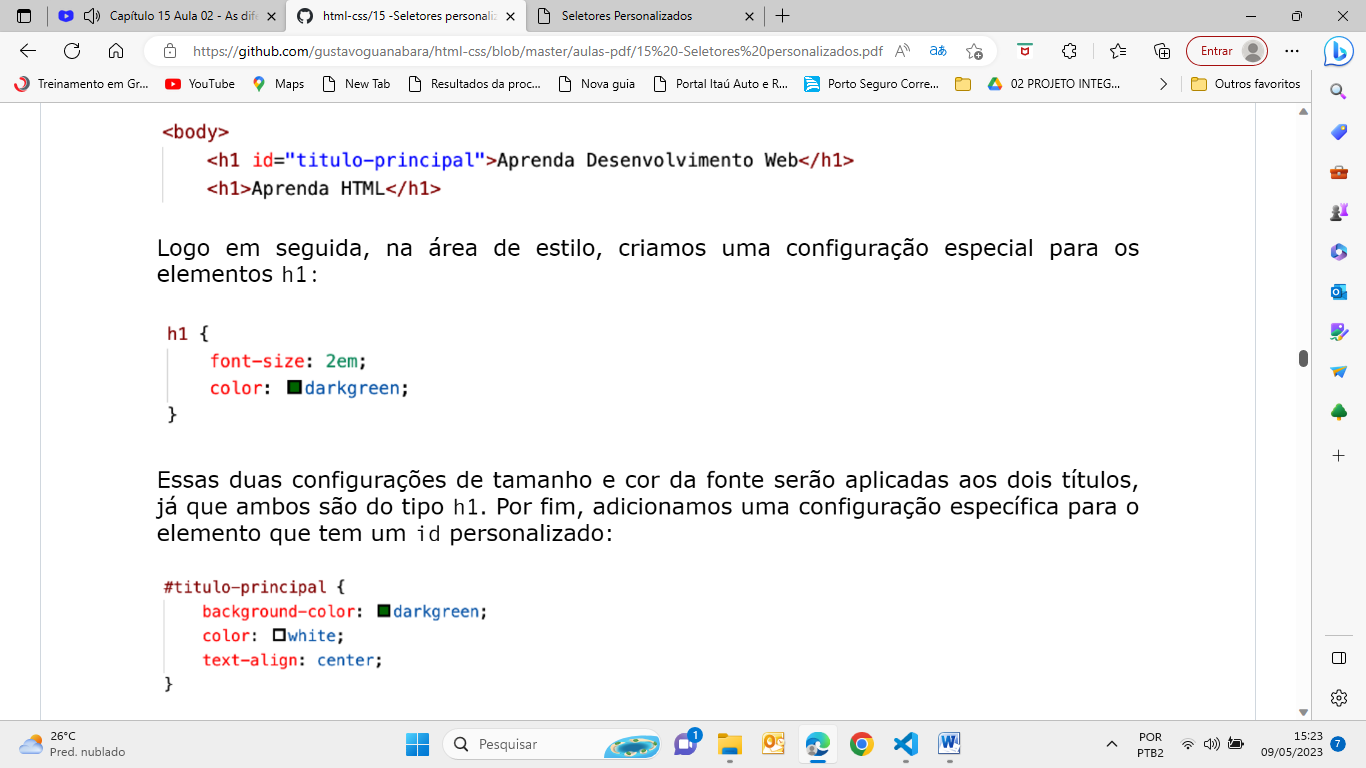 Capítulo 15 Aula 02 - As dife
html-css/15 -Seletores personaliz
Seletores Personalizados
https://github.com/gustavoguanabara/html-css/blob/master/aulas-pdf/15%20-Seletores%20personalizados.pdf
Entrar
Treinamento em Gr...
YouTube
Maps
New Tab
Resultados da proc...
Nova guia
Portal Itaú Auto e R...
Porto Seguro Corre...
02 PROJETO INTEG...
Outros favoritos
<body>
<h1 id="titulo-principal">Aprenda Desenvolvimento Web</h1>
<h1>Aprenda HTML</h1>
Logo em seguida, na área de estilo, criamos uma configuração especial para os
elementos h1:
h1 {
font-size: 2em;
color: darkgreen;
}
Essas duas configurações de tamanho e cor da fonte serão aplicadas aos dois títulos,
já que ambos são do tipo h1. Por fim, adicionamos uma configuração específica para o
elemento que tem um id personalizado:
#titulo-principal {
background-color: darkgreen;
color: white;
text-align: center;
}
26°C
Pred. nublado
Pesquisar
1
POR
PTB2
15:23
09/05/2023
7